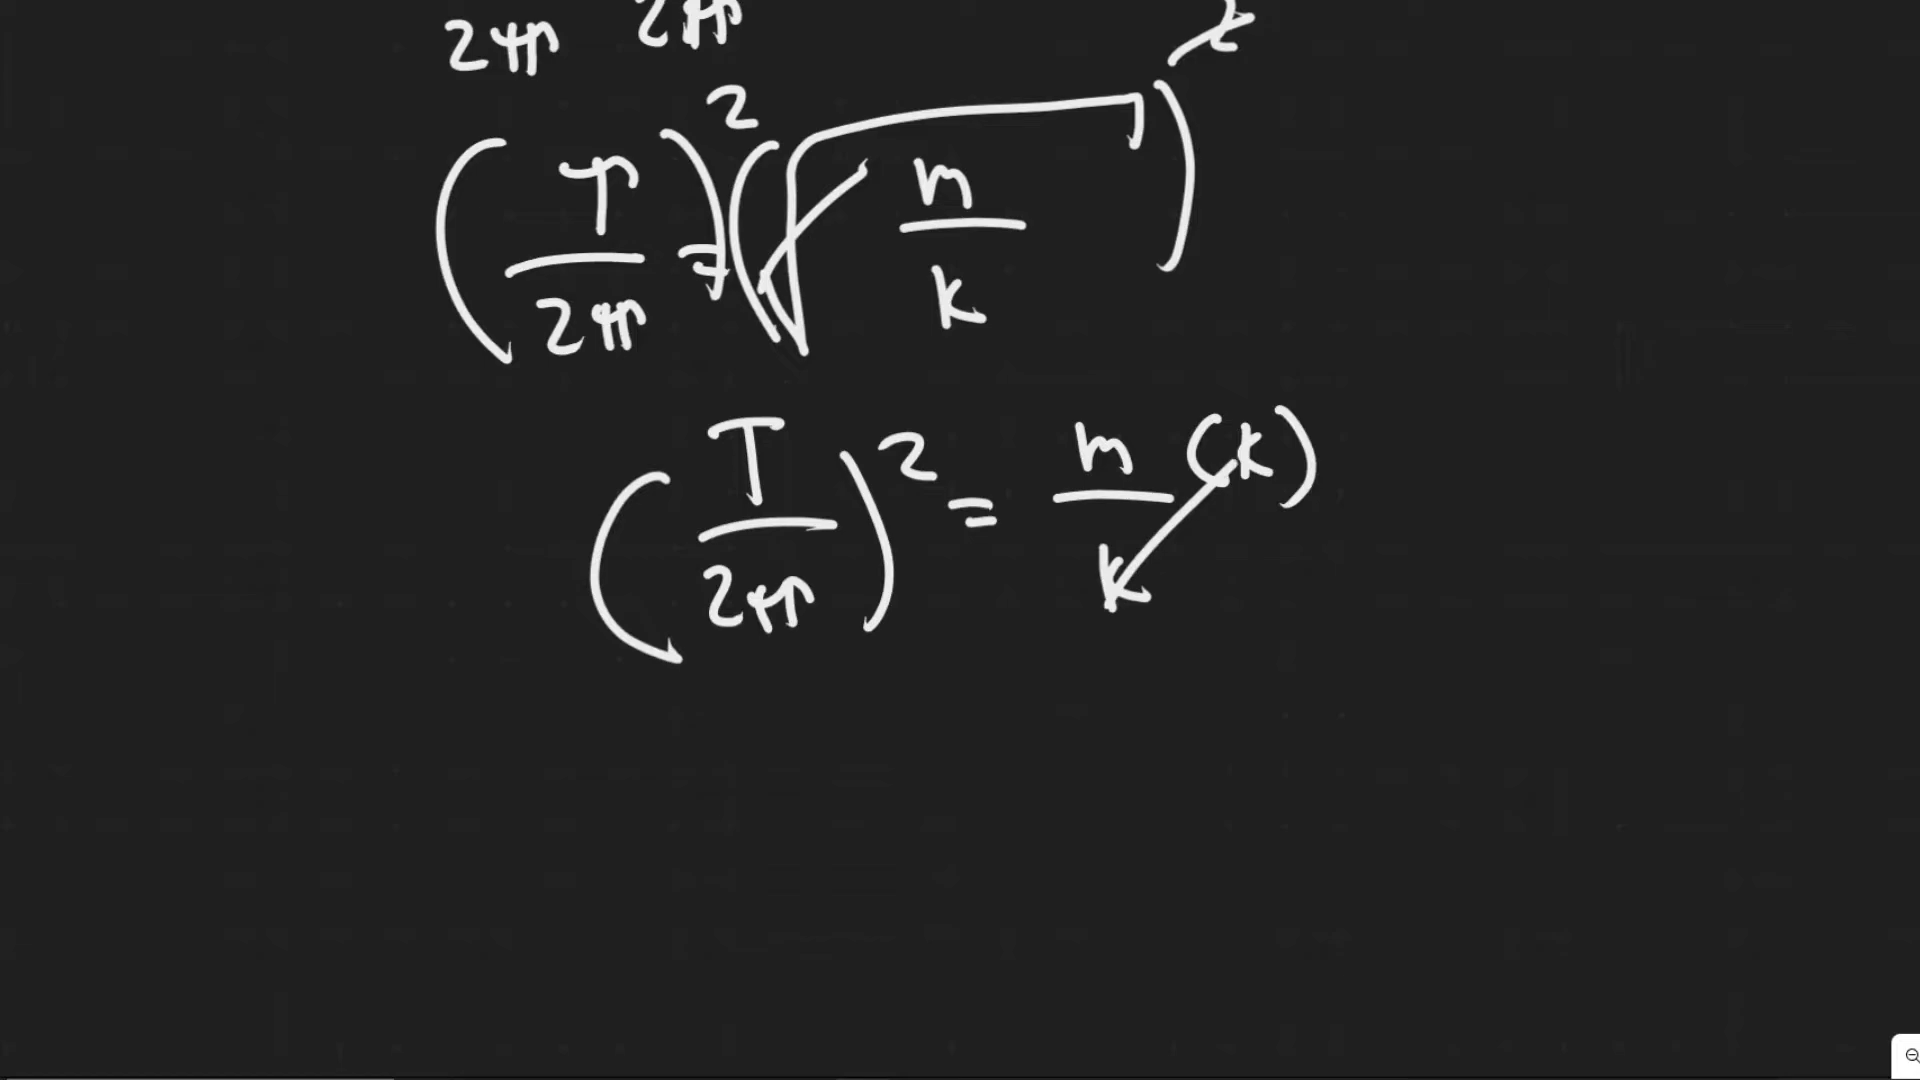 2π 2π 2
(T/2π)² = (√(m/k))
(T/2π)² = m/k (k)